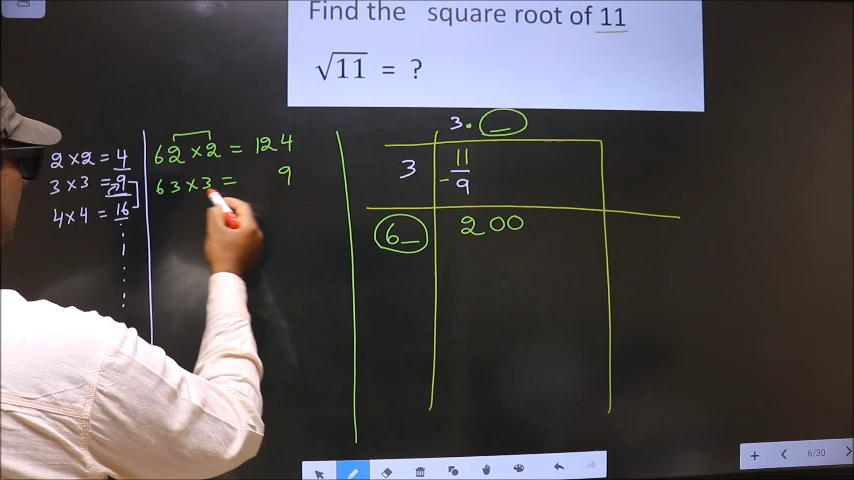 Find the square root of 11
√11 = ?
2×2 = 4
3×3 = 9
4×4 = 16
62×2 = 124
63×3 = 9
3. _
3
11
- 9
6_
200
6/30